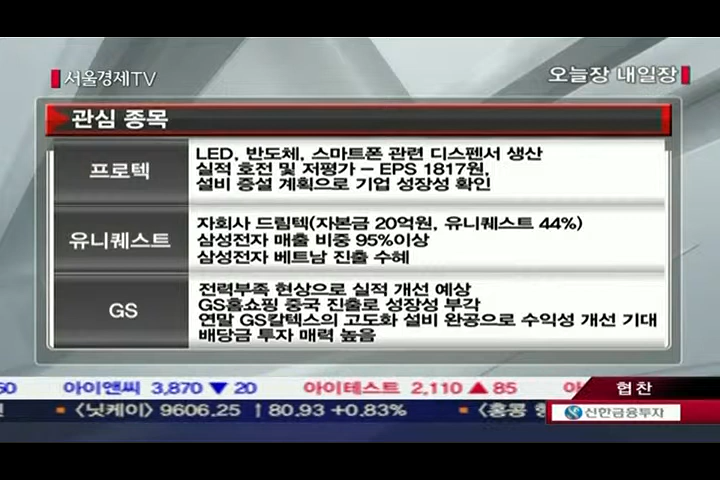 서울경제TV
오늘장 내일장
관심 종목
프로텍
LED, 반도체, 스마트폰 관련 디스펜서 생산
실적 호전 및 저평가 - EPS 1817원,
설비 증설 계획으로 기업 성장성 확인
유니퀘스트
자회사 드림텍(자본금 20억원, 유니퀘스트 44%)
삼성전자 매출 비중 95%이상
삼성전자 베트남 진출 수혜
GS
전력부족 현상으로 실적 개선 예상
GS홈쇼핑 중국 진출로 성장성 부각
연말 GS칼텍스의 고도화 설비 완공으로 수익성 개선 기대
배당금 투자 매력 높음
아이앤씨 3,870 ▼ 20 아이테스트 2,110 ▲ 85
협찬
<닛케이> 9606.25 ↑ 80.93 +0.83% <홍콩
신한금융투자